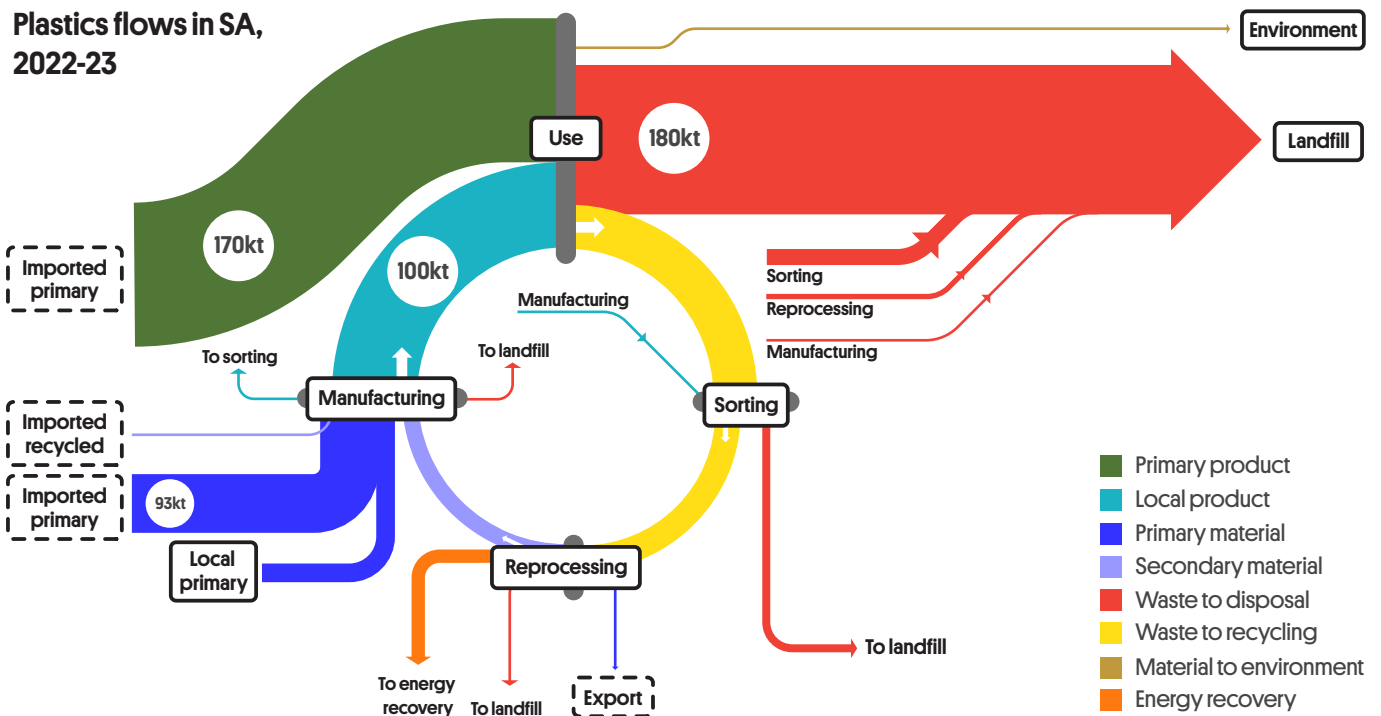 Plastics flows in SA,
2022-23
Environment
Use
180kt
Landfill
170kt
Imported
primary
100kt
Sorting
Reprocessing
Manufacturing
Manufacturing
To sorting
To landfill
Manufacturing
Sorting
Imported
recycled
Imported
primary
93kt
Local
primary
Reprocessing
To landfill
To energy
recovery
To landfill
Export
Primary product
Local product
Primary material
Secondary material
Waste to disposal
Waste to recycling
Material to environment
Energy recovery